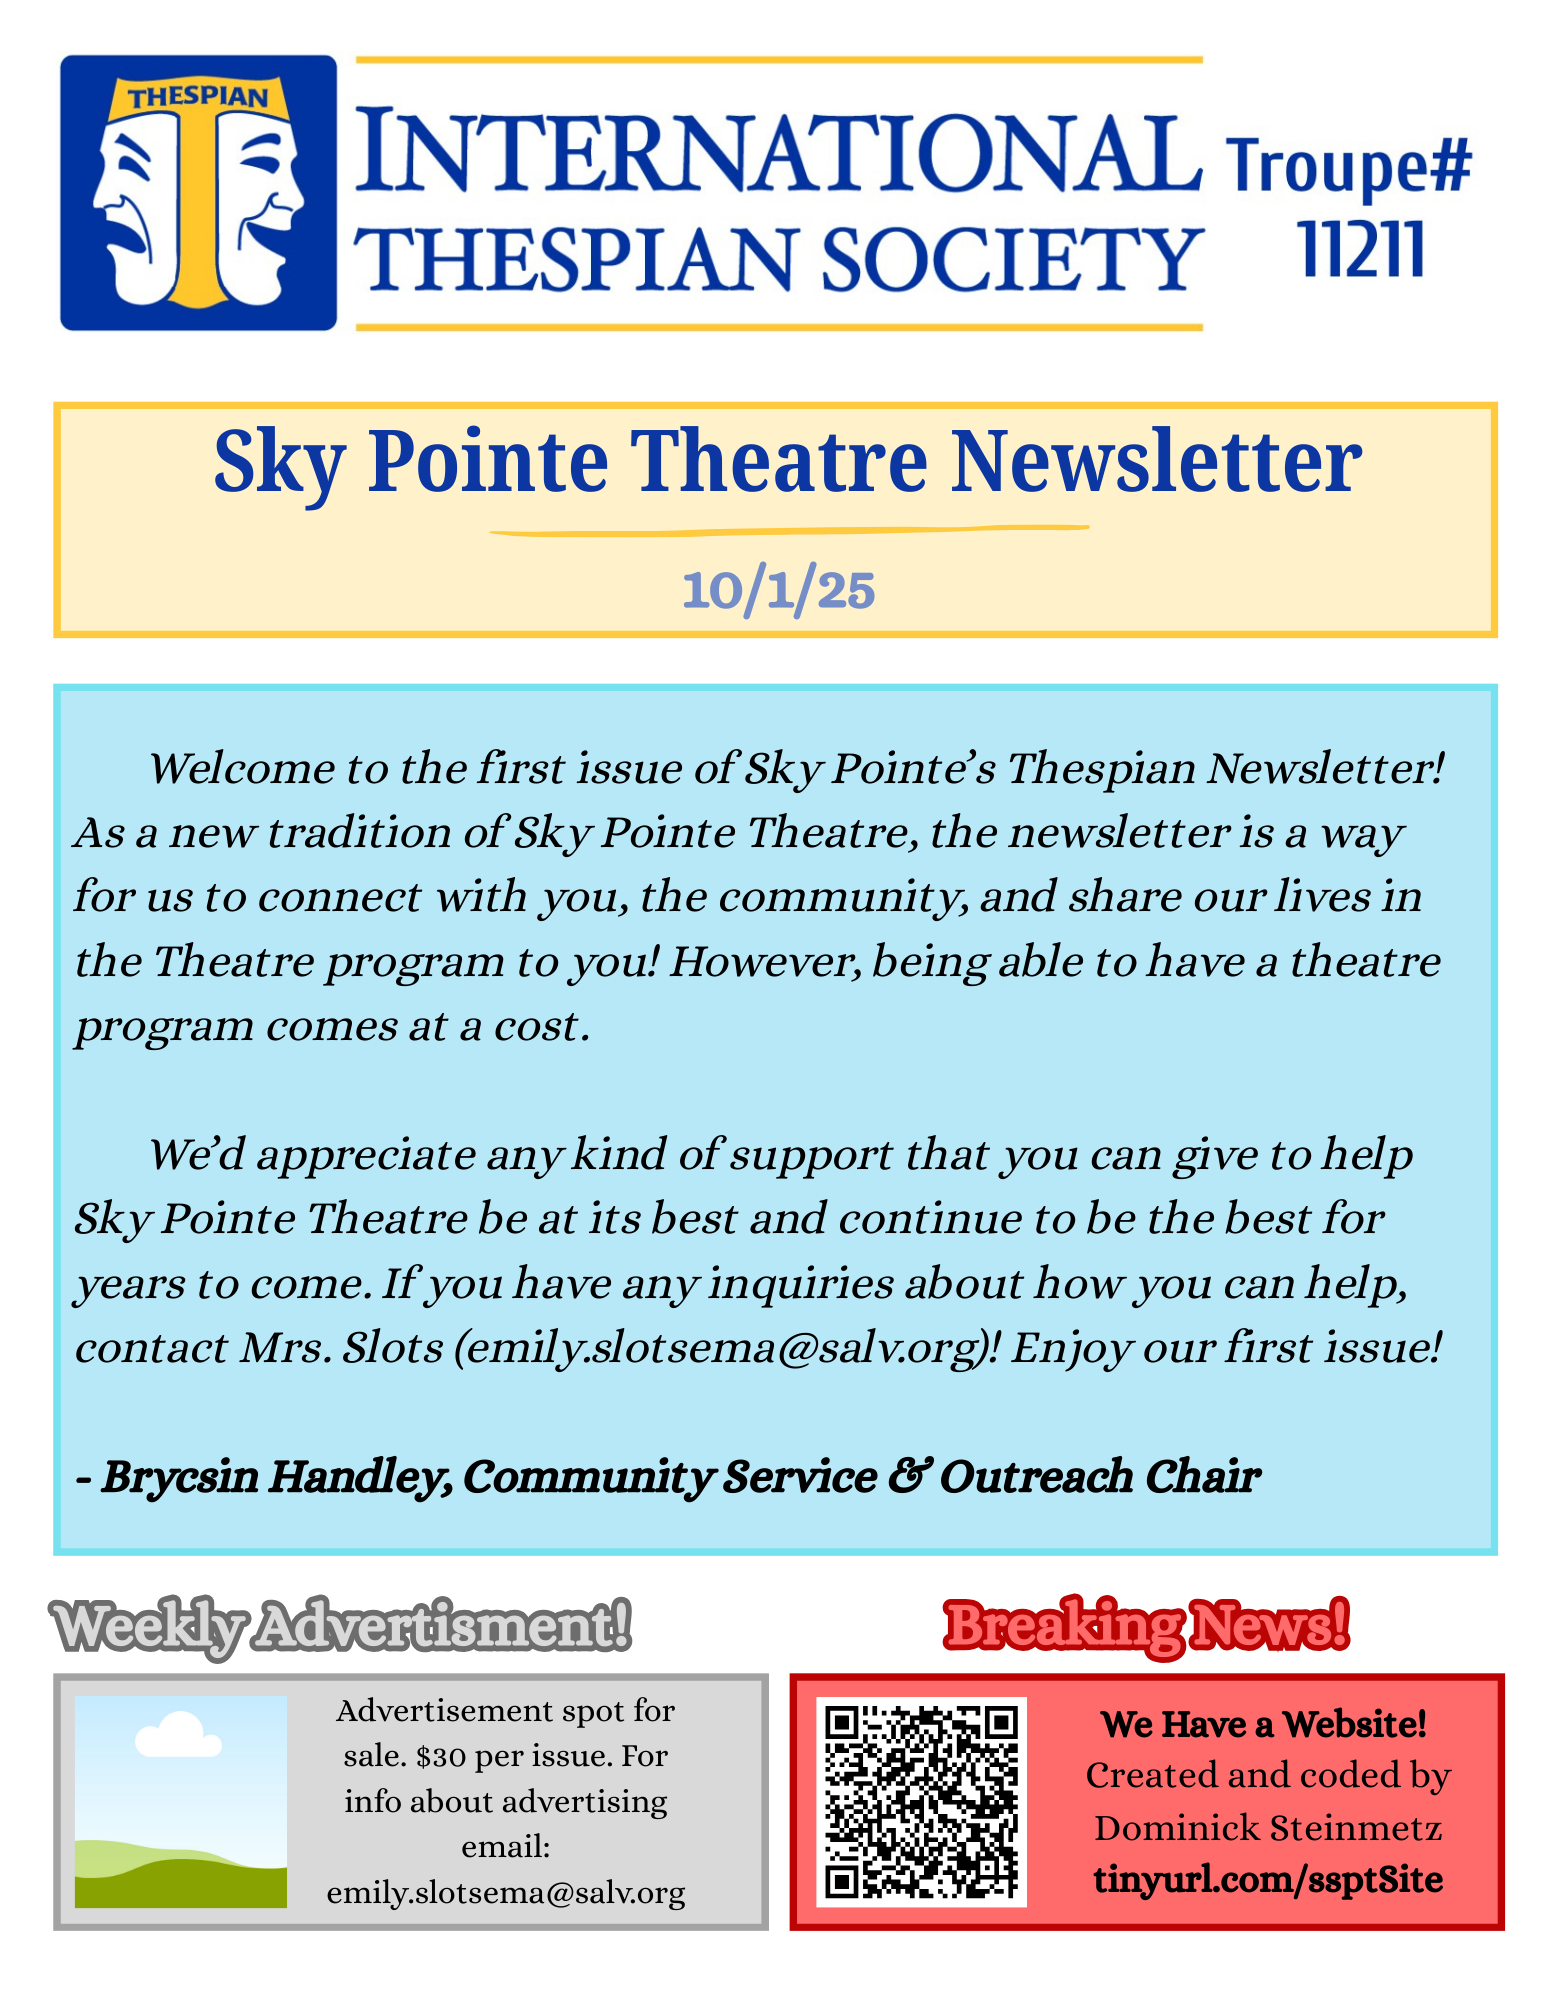 THESPIAN
INTERNATIONAL
THESPIAN SOCIETY
Troupe#
11211
Sky Pointe Theatre Newsletter
10/1/25
Welcome to the first issue of Sky Pointe’s Thespian Newsletter!
As a new tradition of Sky Pointe Theatre, the newsletter is a way
for us to connect with you, the community, and share our lives in
the Theatre program to you! However, being able to have a theatre
program comes at a cost.
We’d appreciate any kind of support that you can give to help
Sky Pointe Theatre be at its best and continue to be the best for
years to come. If you have any inquiries about how you can help,
contact Mrs. Slots (emily.slotsema@salv.org)! Enjoy our first issue!
- Brycsin Handley, Community Service & Outreach Chair
Weekly Advertisment!
Advertisement spot for
sale. $30 per issue. For
info about advertising
email:
emily.slotsema@salv.org
Breaking News!
We Have a Website!
Created and coded by
Dominick Steinmetz
tinyurl.com/ssptSite